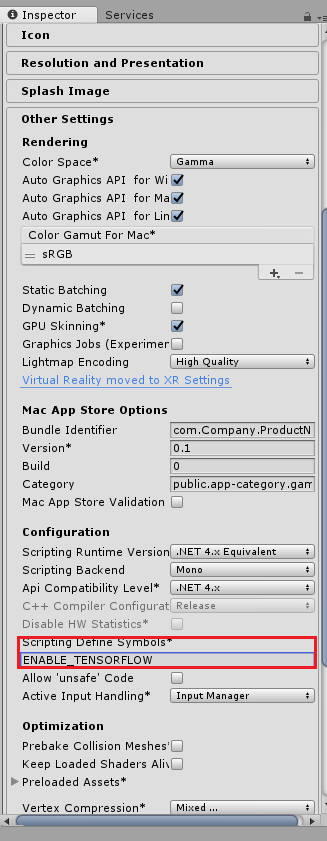 Inspector Services
Icon
Resolution and Presentation
Splash Image
Other Settings
Rendering
Color Space* Gamma
Auto Graphics API for Wi
Auto Graphics API for Ma
Auto Graphics API for Lin
Color Gamut For Mac*
sRGB
Static Batching
Dynamic Batching
GPU Skinning*
Graphics Jobs (Experimer
Lightmap Encoding High Quality
Virtual Reality moved to XR Settings
Mac App Store Options
Bundle Identifier com.Company.ProductN
Version* 0.1
Build 0
Category public.app-category.gam
Mac App Store Validation
Configuration
Scripting Runtime Version .NET 4.x Equivalent
Scripting Backend Mono
Api Compatibility Level* .NET 4.x
C++ Compiler Configurat Release
Disable HW Statistics*
Scripting Define Symbols*
ENABLE_TENSORFLOW
Allow 'unsafe' Code
Active Input Handling* Input Manager
Optimization
Prebake Collision Meshes*
Keep Loaded Shaders Aliv
Preloaded Assets*
Vertex Compression* Mixed ...